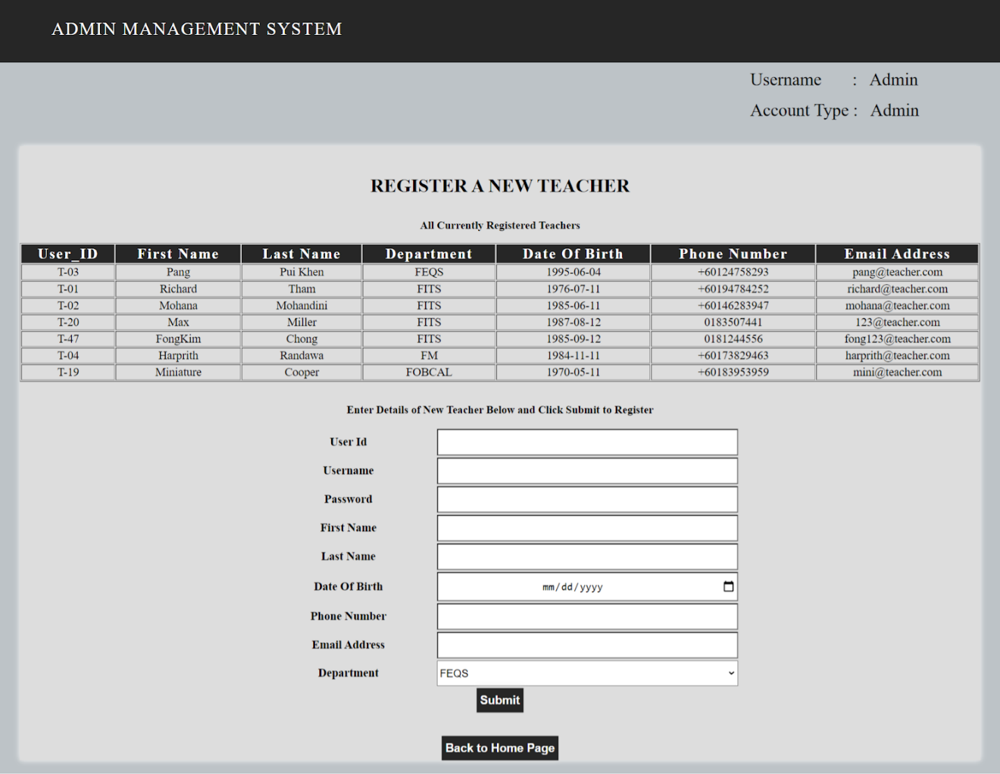 ADMIN MANAGEMENT SYSTEM
Username : Admin
Account Type : Admin
REGISTER A NEW TEACHER
All Currently Registered Teachers
User_ID First Name Last Name Department Date Of Birth Phone Number Email Address
T-03 Pang Pui Khen FEQS 1995-06-04 +60124758293 pang@teacher.com
T-01 Richard Tham FITS 1976-07-11 +60194784252 richard@teacher.com
T-02 Mohana Mohandini FITS 1985-06-11 +60146283947 mohana@teacher.com
T-20 Max Miller FITS 1987-08-12 0183507441 123@teacher.com
T-47 FongKim Chong FITS 1985-09-12 0181244556 fong123@teacher.com
T-04 Harprith Randawa FM 1984-11-11 +60173829463 harprith@teacher.com
T-19 Miniature Cooper FOBCAL 1970-05-11 +60183953959 mini@teacher.com
Enter Details of New Teacher Below and Click Submit to Register
User Id
Username
Password
First Name
Last Name
Date Of Birth mm/dd/yyyy
Phone Number
Email Address
Department FEQS
Submit
Back to Home Page